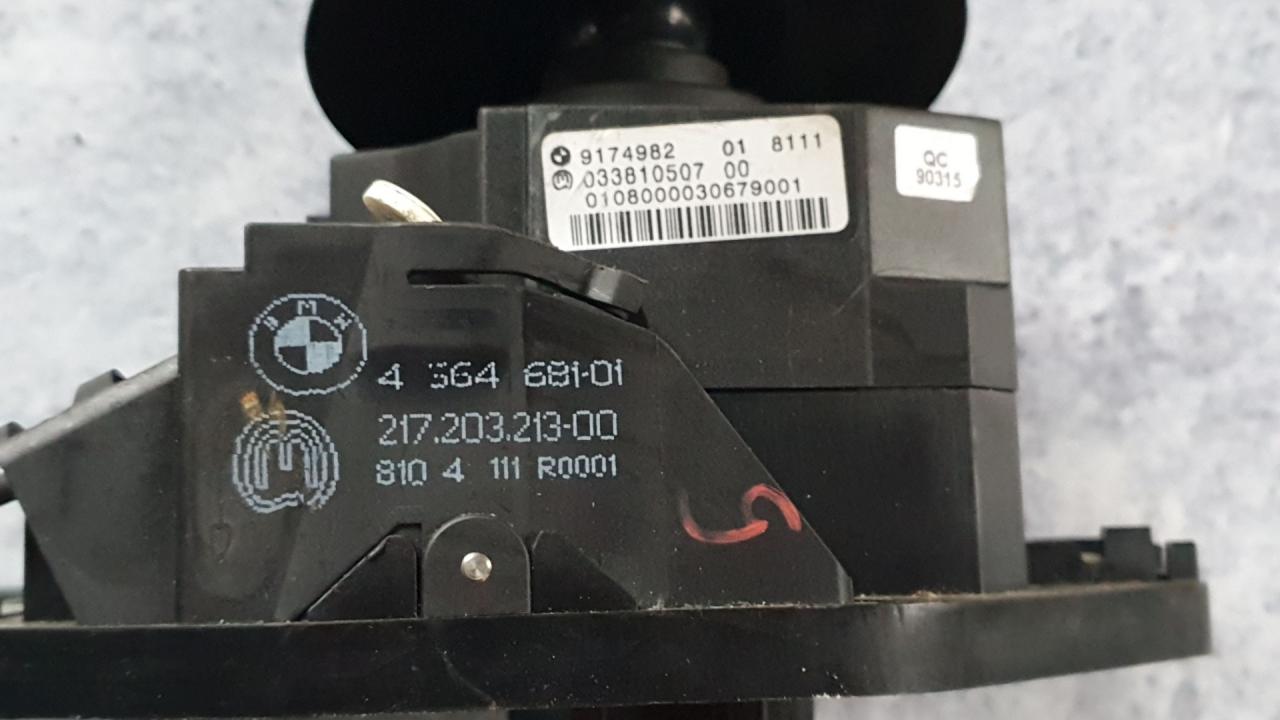 9174982 01 8111
033810507 00
0108000030679001
QC
90315
BMW
4 564 681-01
217.203.213-00
810 4 111 R0001